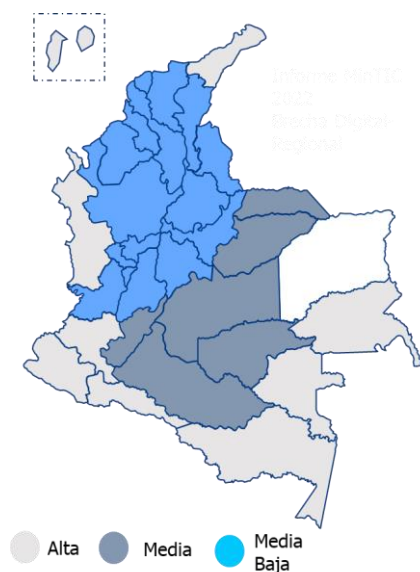 Informe MinTIC
2022
Brecha Digital
Regional
Alta
Media
Media
Baja